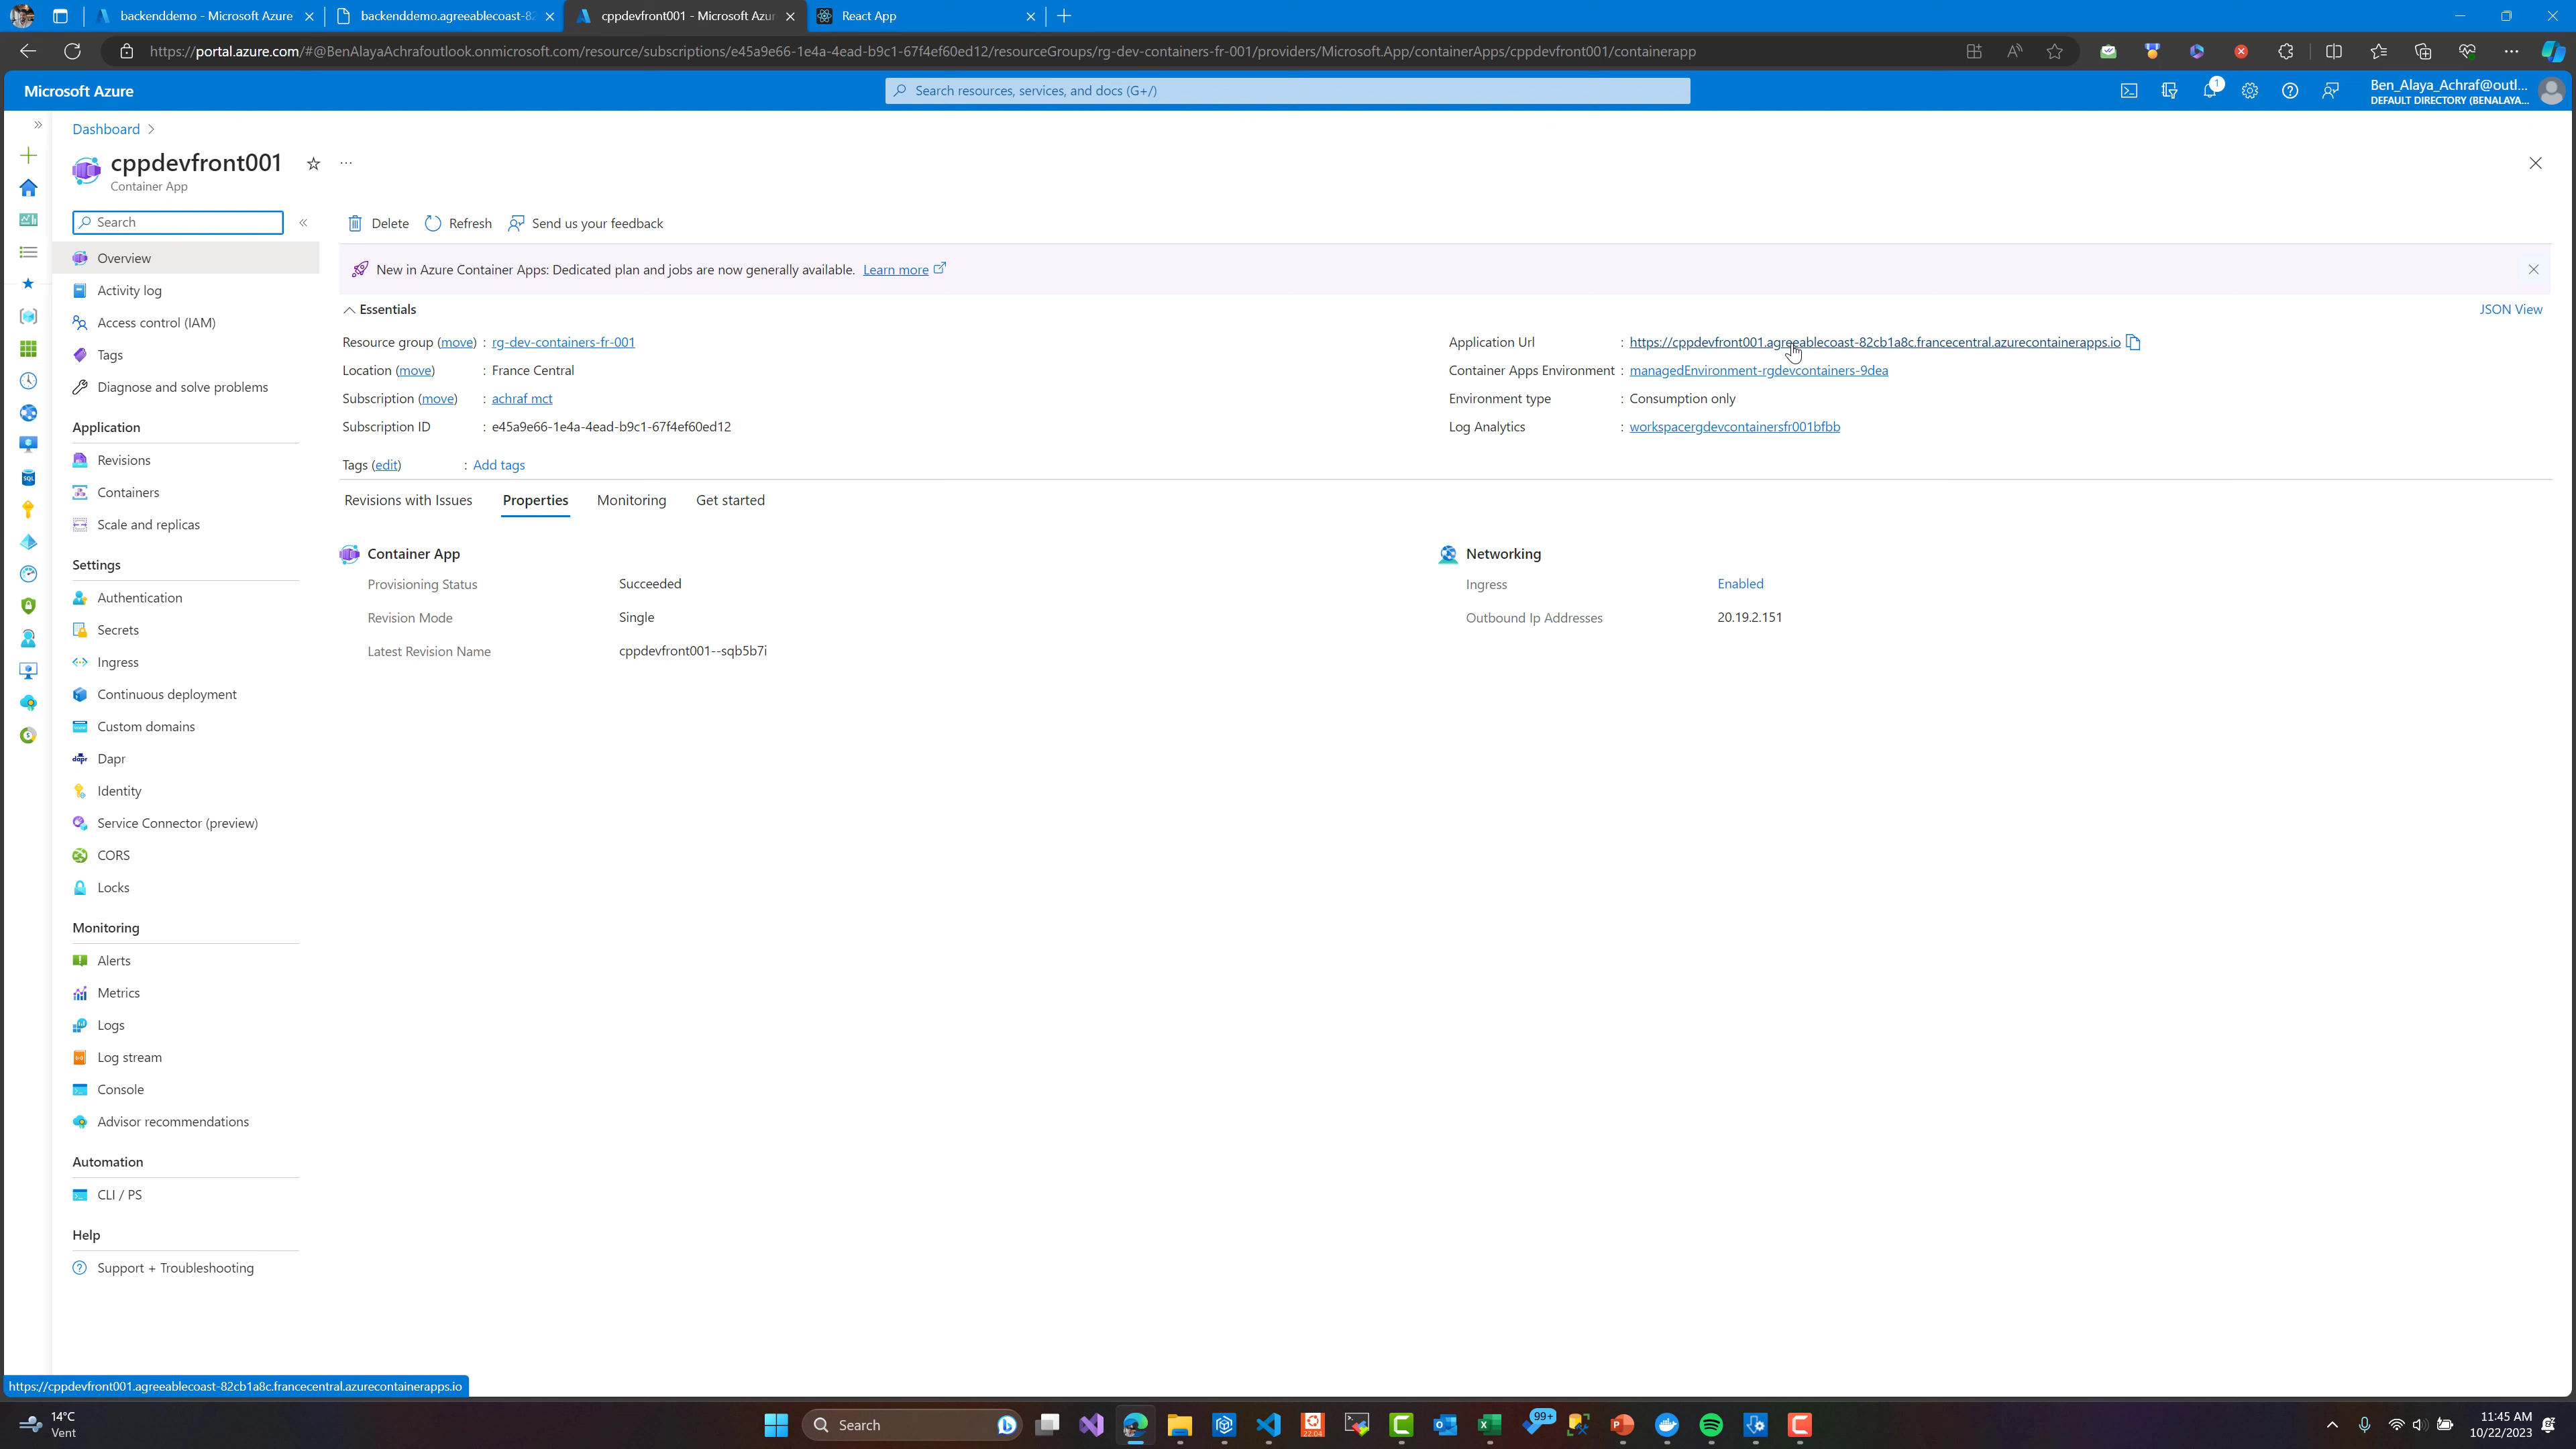 backenddemo - Microsoft Azure
backenddemo.agreeablecoast-82
cppdevfront001 - Microsoft Azu
React App
https://portal.azure.com/#@BenAlayaAchrafoutlook.onmicrosoft.com/resource/subscriptions/e45a9e66-1e4a-4ead-b9c1-67f4ef60ed12/resourceGroups/rg-dev-containers-fr-001/providers/Microsoft.App/containerApps/cppdevfront001/containerapp
Microsoft Azure
Search resources, services, and docs (G+/)
1
Ben_Alaya_Achraf@outl...
DEFAULT DIRECTORY (BENALAYA...
Dashboard
cppdevfront001
Container App
Search
Delete
Refresh
Send us your feedback
New in Azure Container Apps: Dedicated plan and jobs are now generally available. Learn more
Overview
Activity log
Access control (IAM)
Tags
Diagnose and solve problems
Application
Revisions
Containers
Scale and replicas
Settings
Authentication
Secrets
Ingress
Continuous deployment
Custom domains
Dapr
Identity
Service Connector (preview)
CORS
Locks
Monitoring
Alerts
Metrics
Logs
Log stream
Console
Advisor recommendations
Automation
CLI / PS
Help
Support + Troubleshooting
Essentials
JSON View
Resource group (move) : rg-dev-containers-fr-001
Location (move) : France Central
Subscription (move) : achraf mct
Subscription ID : e45a9e66-1e4a-4ead-b9c1-67f4ef60ed12
Tags (edit) : Add tags
Application Url : https://cppdevfront001.agreeablecoast-82cb1a8c.francecentral.azurecontainerapps.io
Container Apps Environment : managedEnvironment-rgdevcontainers-9dea
Environment type : Consumption only
Log Analytics : workspacergdevcontainersfr001bfbb
Revisions with Issues
Properties
Monitoring
Get started
Container App
Provisioning Status Succeeded
Revision Mode Single
Latest Revision Name cppdevfront001--sqb5b7i
Networking
Ingress Enabled
Outbound Ip Addresses 20.19.2.151
https://cppdevfront001.agreeablecoast-82cb1a8c.francecentral.azurecontainerapps.io
14°C
Vent
Search
22.04
99+
11:45 AM
10/22/2023